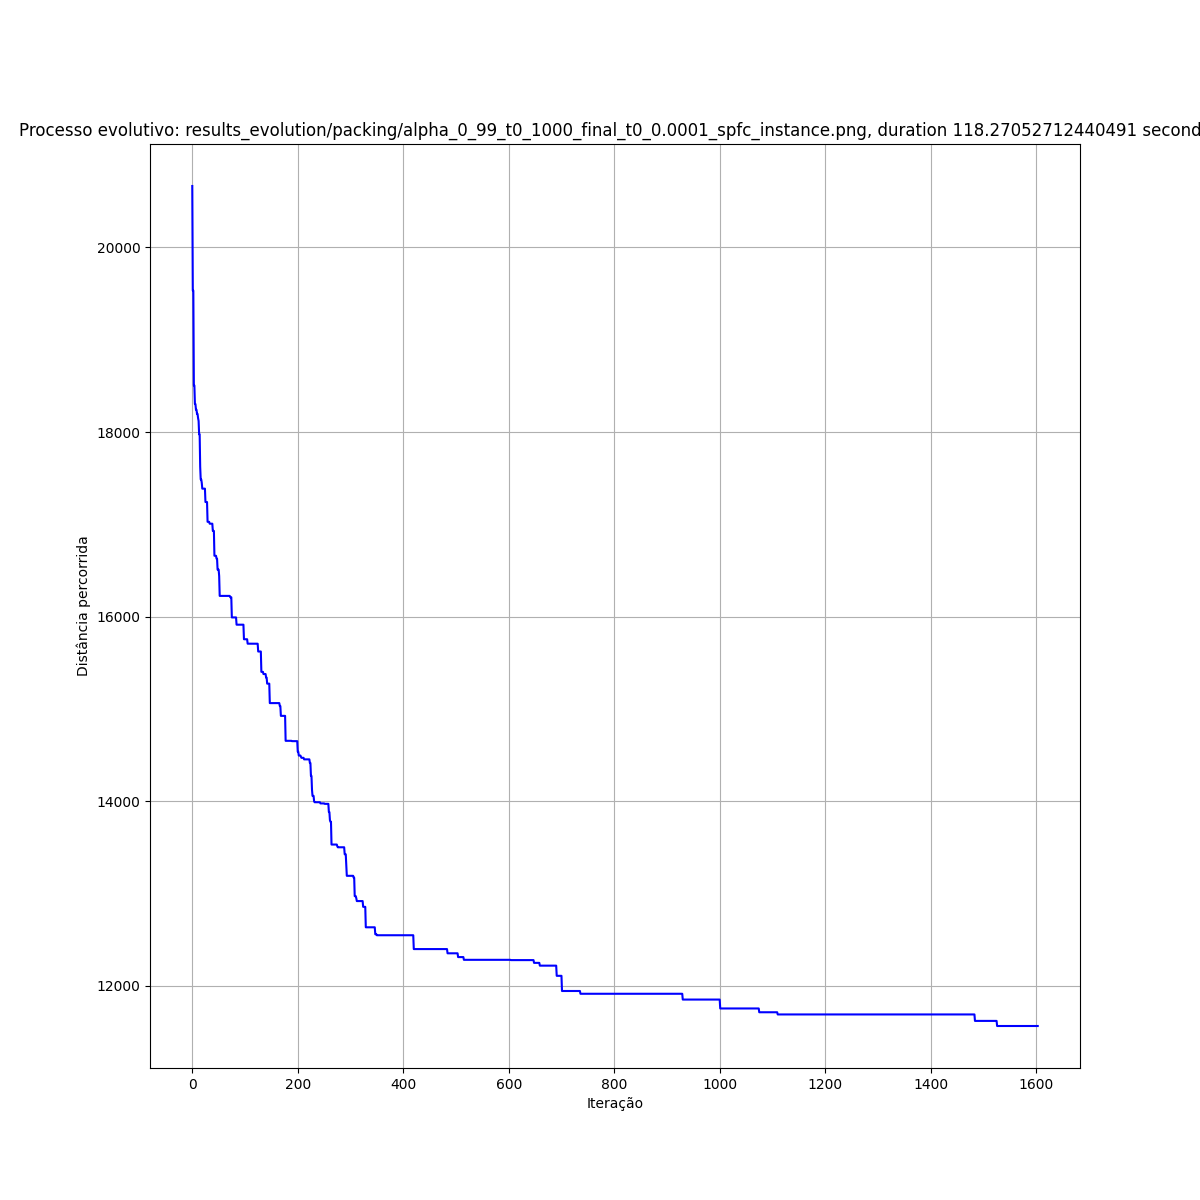 Processo evolutivo: results_evolution/packing/alpha_0_99_t0_1000_final_t0_0.0001_spfc_instance.png, duration 118.27052712440491 second
20000
18000
16000
14000
12000
Distância percorrida
0 200 400 600 800 1000 1200 1400 1600
Iteração